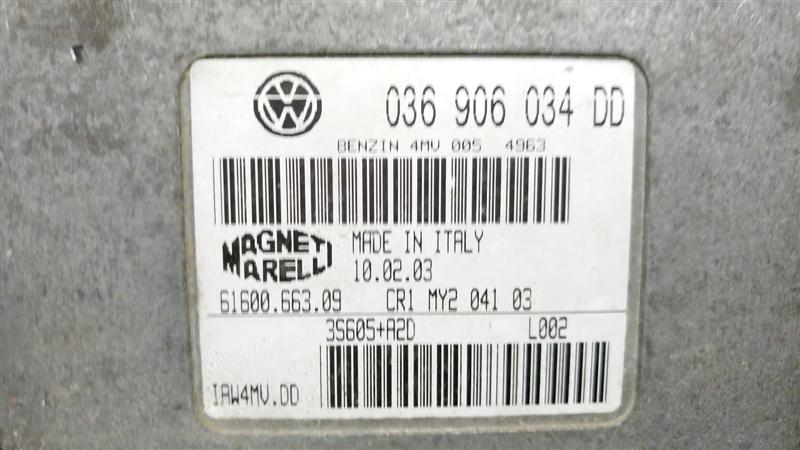 036 906 034 DD
BENZIN 4MV 005 4963
MAGNETI MARELLI
MADE IN ITALY
10.02.03
61600.663.09 CR1 MY2 041 03
3S605+A2D L002
IAW4MV.DD